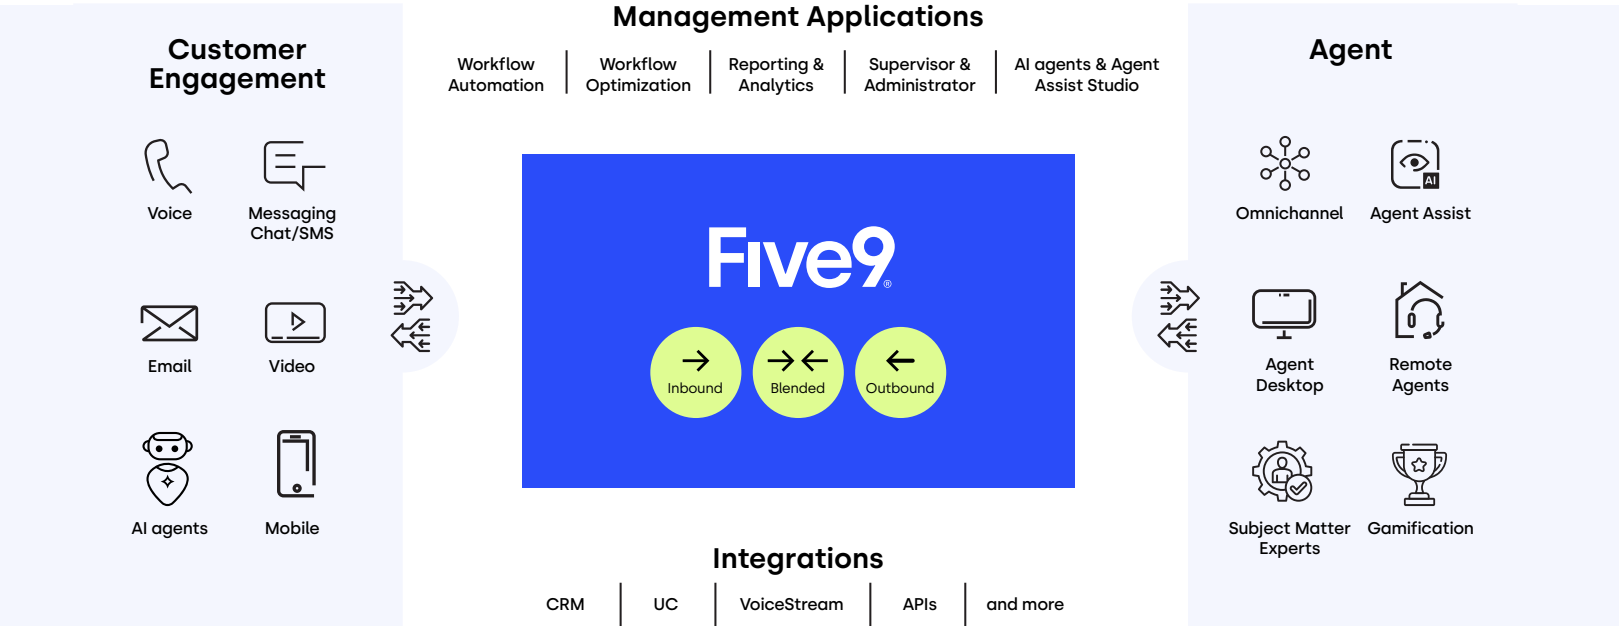 Customer
Engagement
Voice
Messaging
Chat/SMS
Email
Video
AI agents
Mobile
Management Applications
Workflow
Automation
Workflow
Optimization
Reporting &
Analytics
Supervisor &
Administrator
AI agents & Agent
Assist Studio
Five9®
Inbound
Blended
Outbound
Integrations
CRM
UC
VoiceStream
APIs
and more
Agent
Omnichannel
AI
Agent Assist
Agent
Desktop
Remote
Agents
Subject Matter
Experts
Gamification